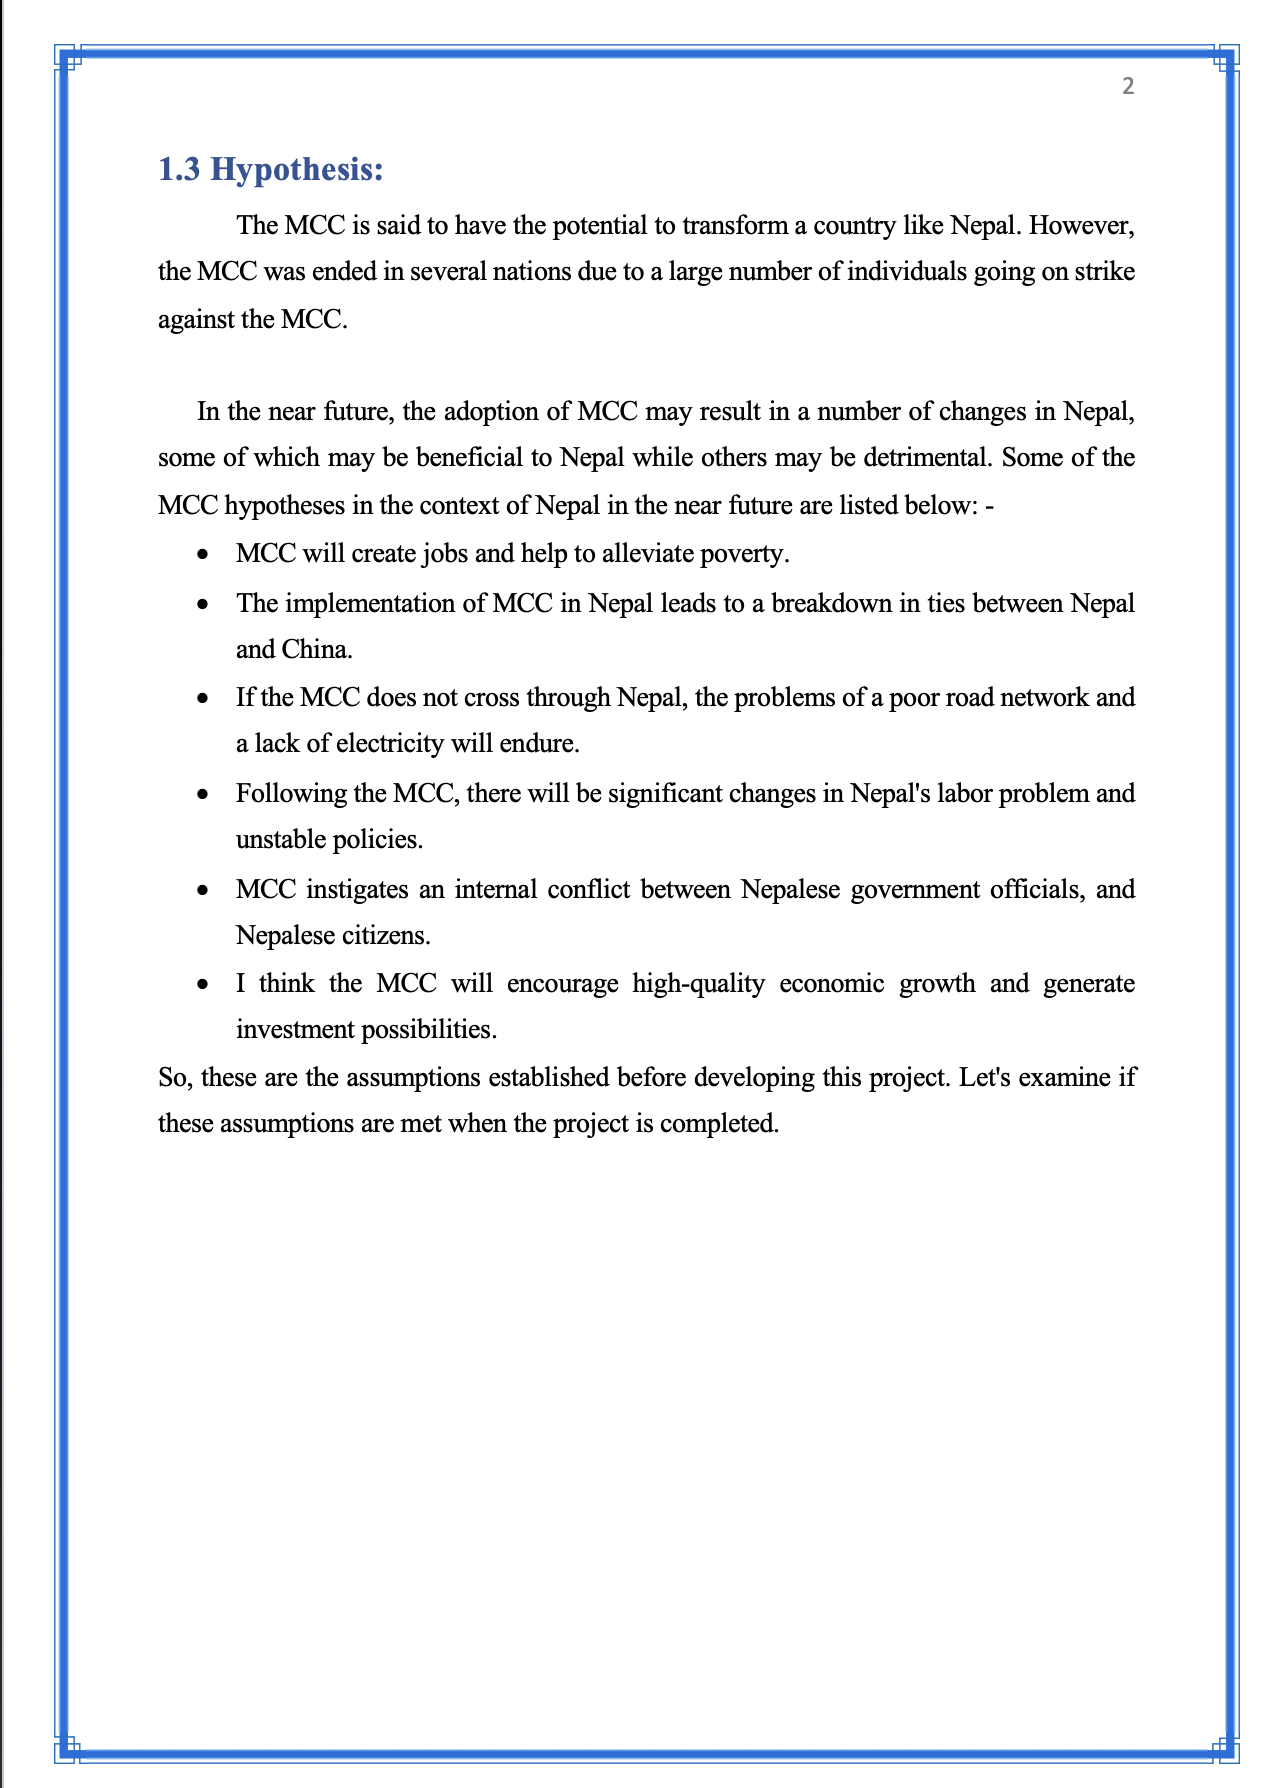 2
1.3 Hypothesis:
The MCC is said to have the potential to transform a country like Nepal. However,
the MCC was ended in several nations due to a large number of individuals going on strike
against the MCC.
In the near future, the adoption of MCC may result in a number of changes in Nepal,
some of which may be beneficial to Nepal while others may be detrimental. Some of the
MCC hypotheses in the context of Nepal in the near future are listed below: -
• MCC will create jobs and help to alleviate poverty.
• The implementation of MCC in Nepal leads to a breakdown in ties between Nepal
and China.
• If the MCC does not cross through Nepal, the problems of a poor road network and
a lack of electricity will endure.
• Following the MCC, there will be significant changes in Nepal's labor problem and
unstable policies.
• MCC instigates an internal conflict between Nepalese government officials, and
Nepalese citizens.
• I think the MCC will encourage high-quality economic growth and generate
investment possibilities.
So, these are the assumptions established before developing this project. Let's examine if
these assumptions are met when the project is completed.